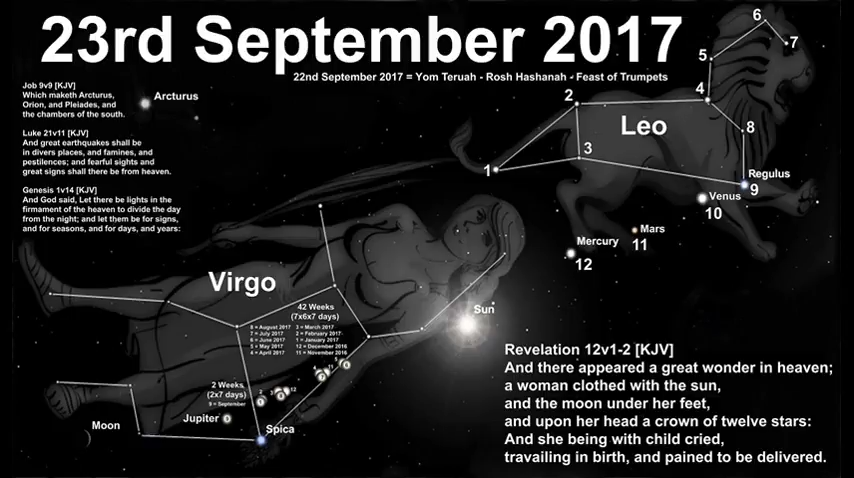 23rd September 2017
22nd September 2017 = Yom Teruah - Rosh Hashanah - Feast of Trumpets
Job 9v9 [KJV]
Which maketh Arcturus,
Orion, and Pleiades, and
the chambers of the south.
Luke 21v11 [KJV]
And great earthquakes shall be
in divers places, and famines, and
pestilences; and fearful sights and
great signs shall there be from heaven.
Genesis 1v14 [KJV]
And God said, Let there be lights in the
firmament of the heaven to divide the day
from the night; and let them be for signs,
and for seasons, and for days, and years:
Arcturus
6
7
5
4
2
Leo
8
3
1
Regulus
9
Venus
10
Mars
11
Mercury
12
Virgo
Sun
42 Weeks
(7x6x7 days)
8 = August 2017 3 = March 2017
7 = July 2017 2 = February 2017
6 = June 2017 1 = January 2017
5 = May 2017 12 = December 2016
4 = April 2017 11 = November 2016
2 Weeks
(2x7 days)
9 = September
Jupiter
Spica
Moon
Revelation 12v1-2 [KJV]
And there appeared a great wonder in heaven;
a woman clothed with the sun,
and the moon under her feet,
and upon her head a crown of twelve stars:
And she being with child cried,
travailing in birth, and pained to be delivered.